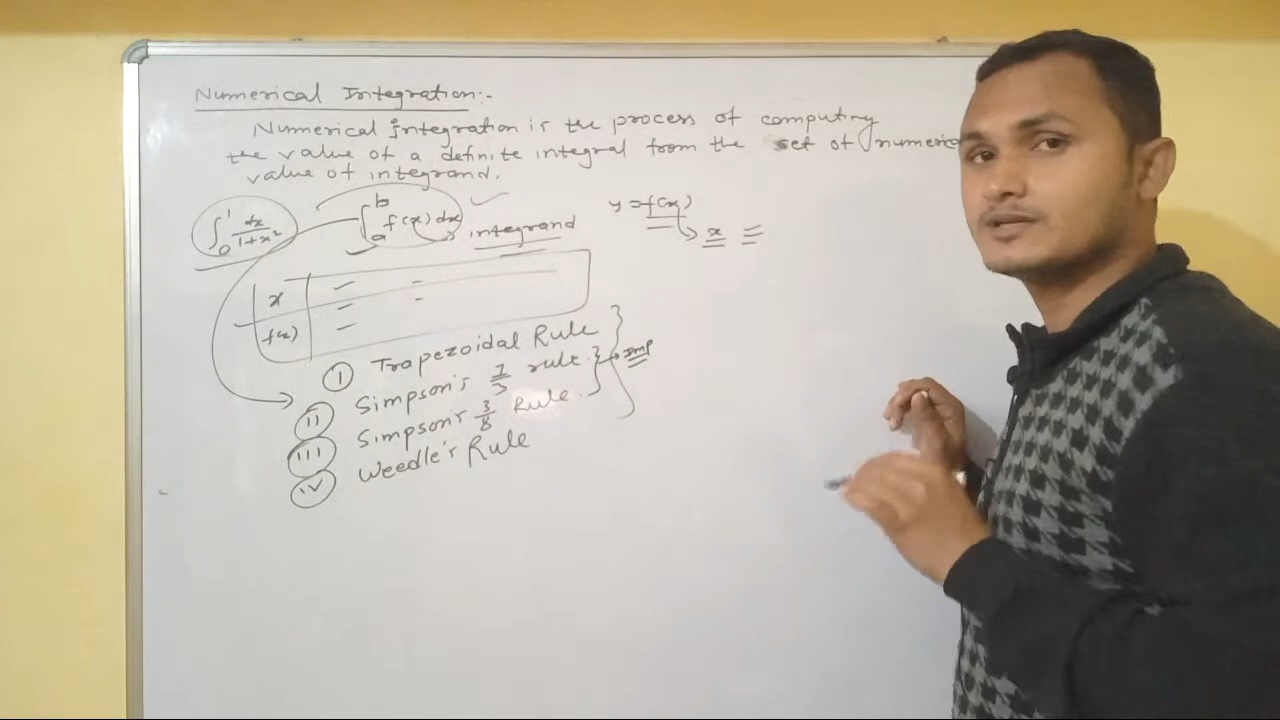 Numerical Integration:-
Numerical integration is the process of computing
the value of a definite integral from the set of numeric
value of integrand.
∫₀¹ dx/1+x²
∫ₐᵇ f(x) dx
integrand
y = f(x)
x
x
f(x)
I Trapezoidal Rule
II Simpson's 1/3 rule.
III Simpson's 3/8 Rule.
IV Weedle's Rule
Imp